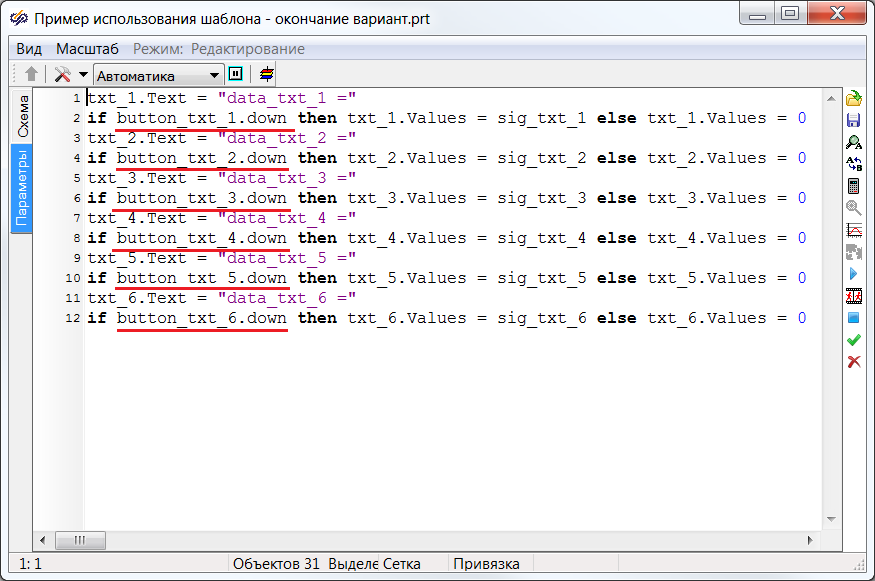 Пример использования шаблона - окончание вариант.prt
Вид Масштаб Режим: Редактирование
Автоматика
Схема
Параметры
1 txt_1.Text = "data_txt_1 ="
2 if button_txt_1.down then txt_1.Values = sig_txt_1 else txt_1.Values = 0
3 txt_2.Text = "data_txt_2 ="
4 if button_txt_2.down then txt_2.Values = sig_txt_2 else txt_2.Values = 0
5 txt_3.Text = "data_txt_3 ="
6 if button_txt_3.down then txt_3.Values = sig_txt_3 else txt_3.Values = 0
7 txt_4.Text = "data_txt_4 ="
8 if button_txt_4.down then txt_4.Values = sig_txt_4 else txt_4.Values = 0
9 txt_5.Text = "data_txt_5 ="
10 if button_txt_5.down then txt_5.Values = sig_txt_5 else txt_5.Values = 0
11 txt_6.Text = "data_txt_6 ="
12 if button_txt_6.down then txt_6.Values = sig_txt_6 else txt_6.Values = 0
1: 1 Объектов 31 Выделе Сетка Привязка